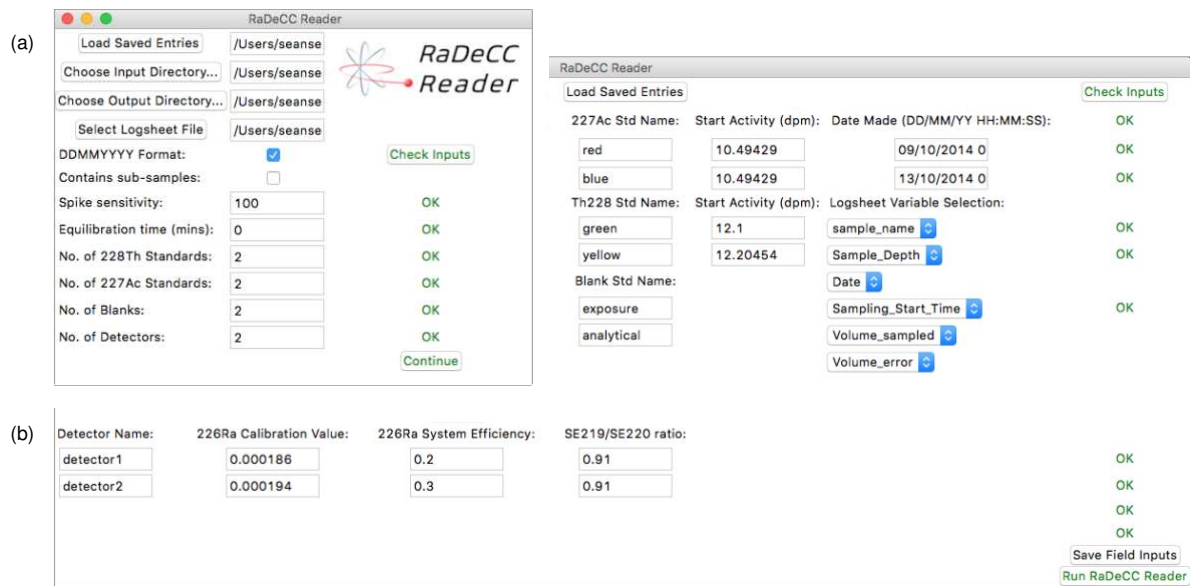 (a)
RaDeCC Reader
Load Saved Entries /Users/seanse
Choose Input Directory... /Users/seanse
Choose Output Directory... /Users/seanse
Select Logsheet File /Users/seanse
RaDeCC
Reader
DDMMYYYY Format: Check Inputs
Contains sub-samples:
Spike sensitivity: 100 OK
Equilibration time (mins): 0 OK
No. of 228Th Standards: 2 OK
No. of 227Ac Standards: 2 OK
No. of Blanks: 2 OK
No. of Detectors: 2 OK
Continue
RaDeCC Reader
Load Saved Entries Check Inputs
227Ac Std Name: Start Activity (dpm): Date Made (DD/MM/YY HH:MM:SS): OK
red 10.49429 09/10/2014 0 OK
blue 10.49429 13/10/2014 0 OK
Th228 Std Name: Start Activity (dpm): Logsheet Variable Selection:
green 12.1 sample_name OK
yellow 12.20454 Sample_Depth OK
Blank Std Name: Date
exposure Sampling_Start_Time OK
analytical Volume_sampled
Volume_error
(b)
Detector Name: 226Ra Calibration Value: 226Ra System Efficiency: SE219/SE220 ratio:
detector1 0.000186 0.2 0.91 OK
detector2 0.000194 0.3 0.91 OK
OK
OK
Save Field Inputs
Run RaDeCC Reader